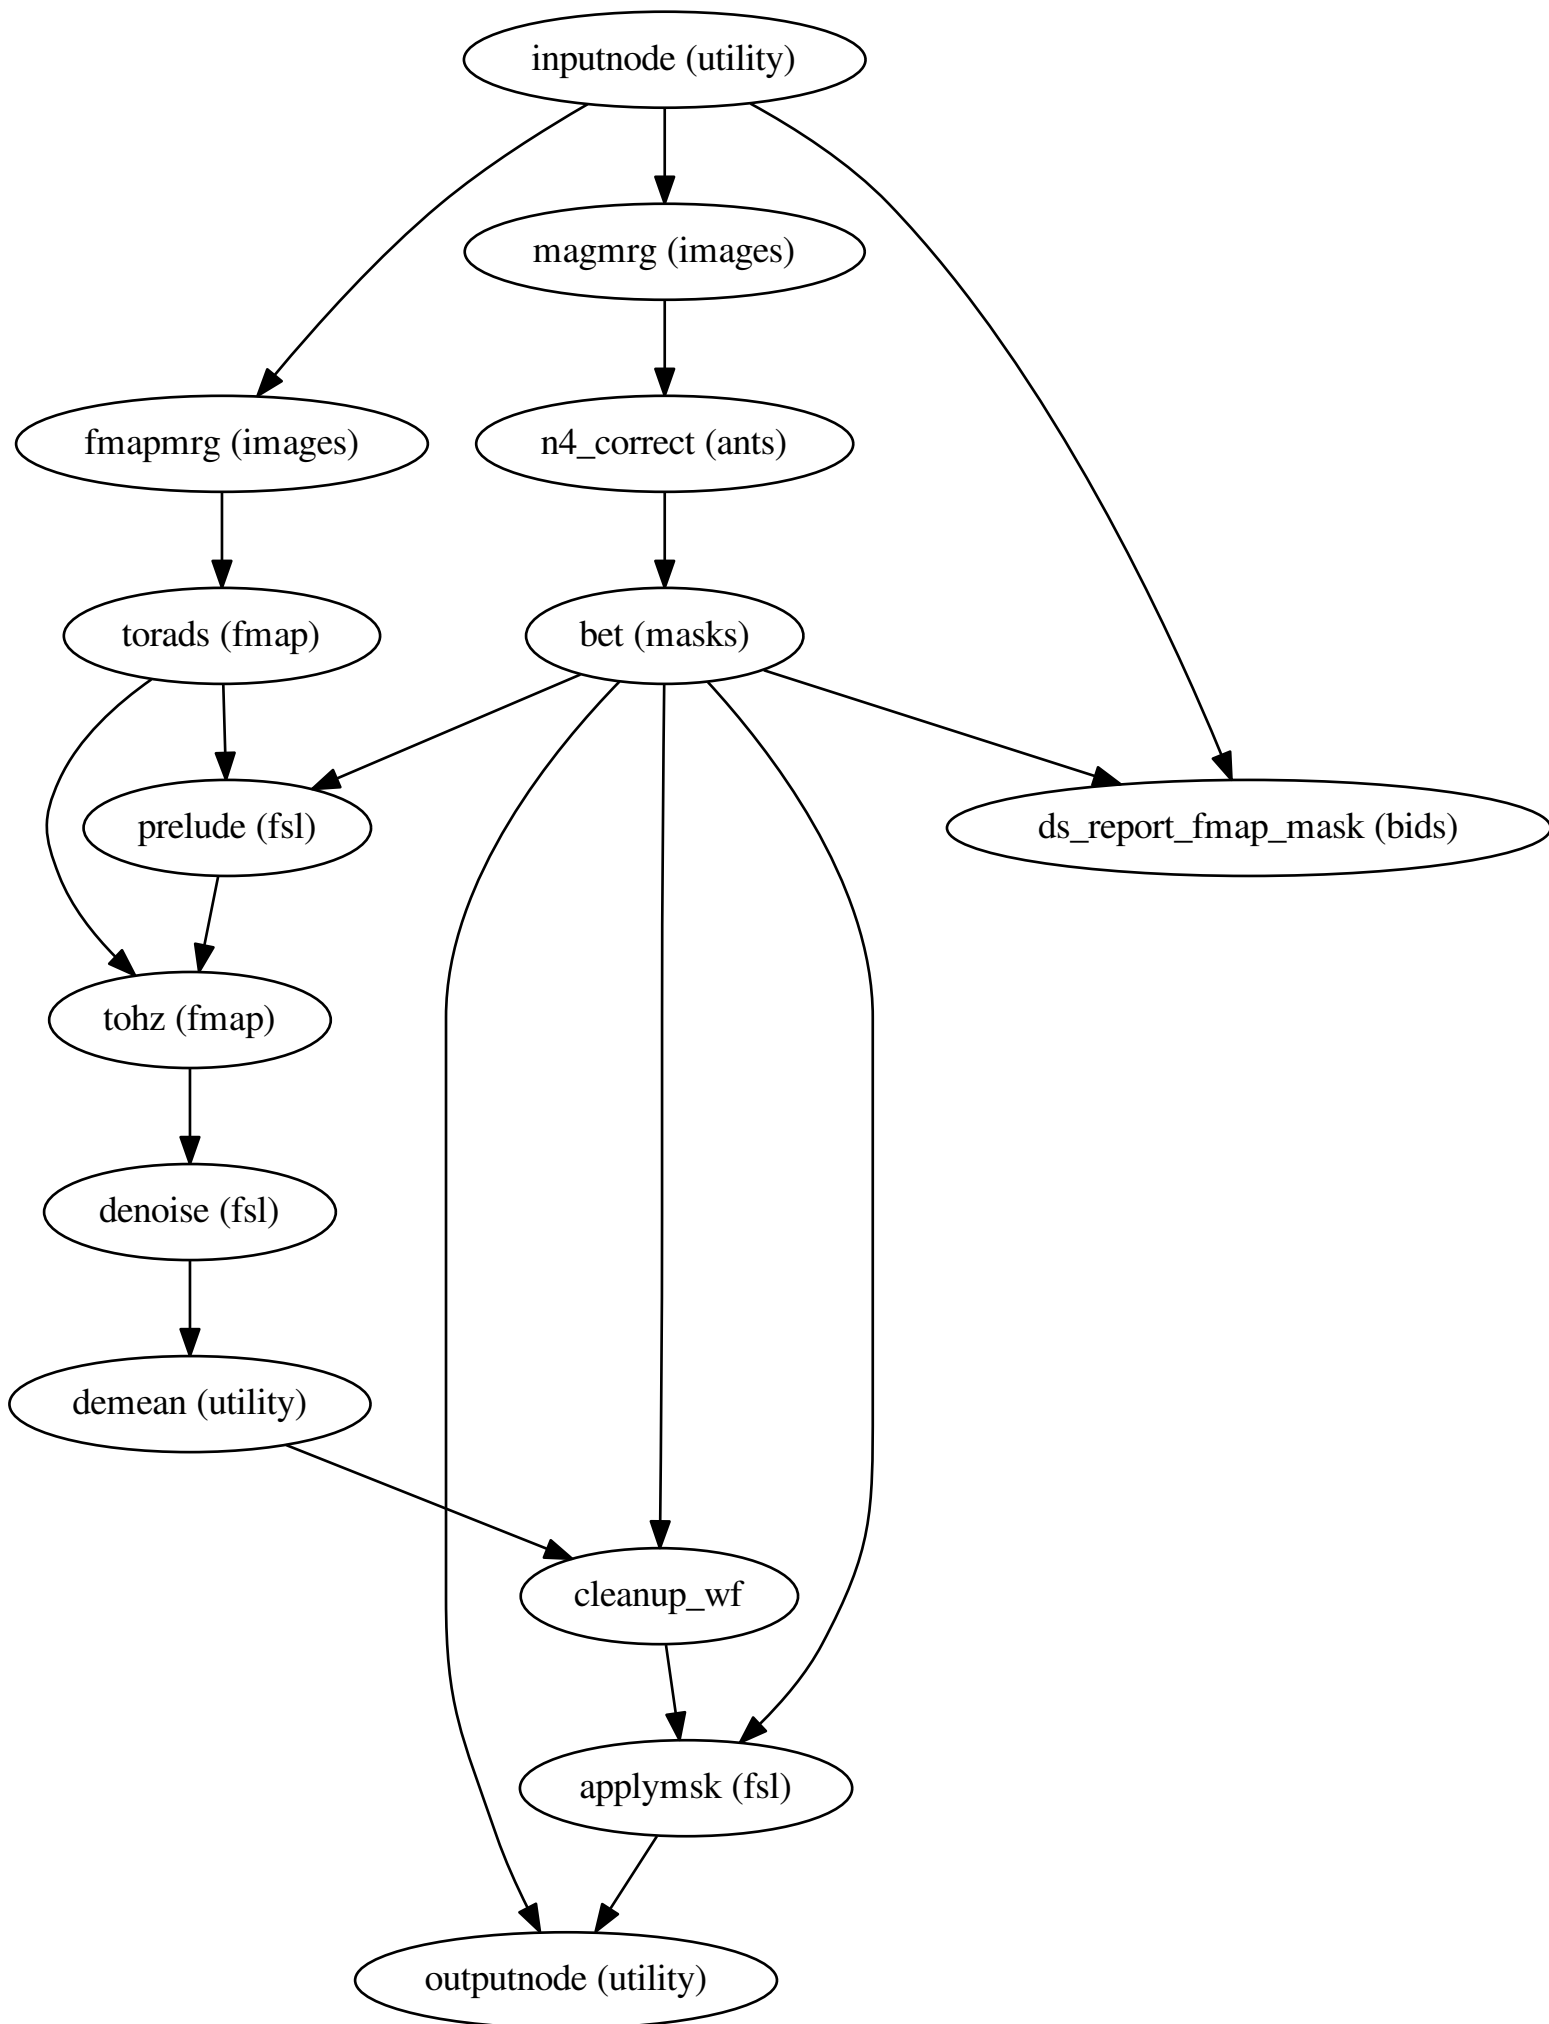 inputnode (utility)
magmrg (images)
fmapmrg (images)
n4_correct (ants)
torads (fmap)
bet (masks)
prelude (fsl)
ds_report_fmap_mask (bids)
tohz (fmap)
denoise (fsl)
demean (utility)
cleanup_wf
applymsk (fsl)
outputnode (utility)